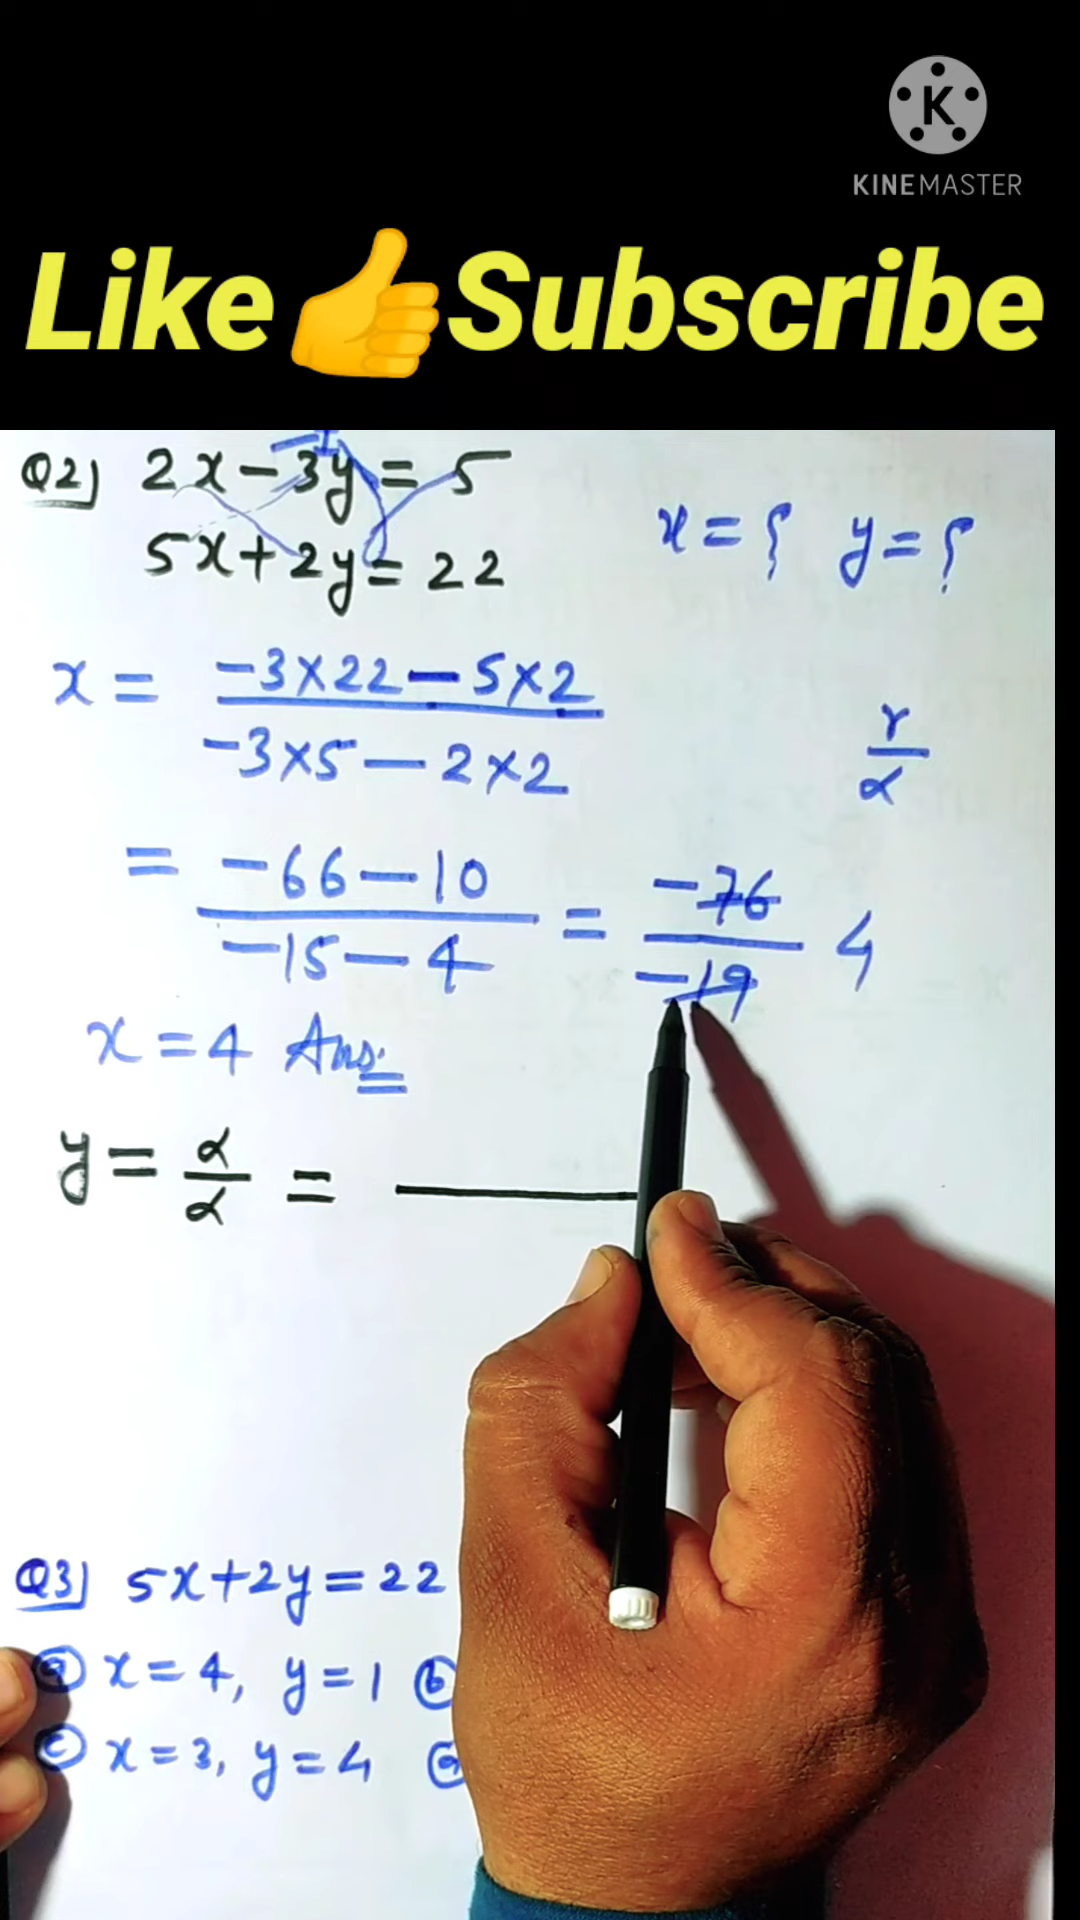 KINEMASTER
Like👍Subscribe
Q2) 2x-3y=5
5x+2y=22
x=? y=?
x = -3×22-5×2 / -3×5-2×2
r/α
= -66-10 / -15-4 = -76 / -19 4
x=4 Ans.
y = α/α =
Q3) 5x+2y=22
ⓐ x=4, y=1 ⓑ
ⓒ x=3, y=4